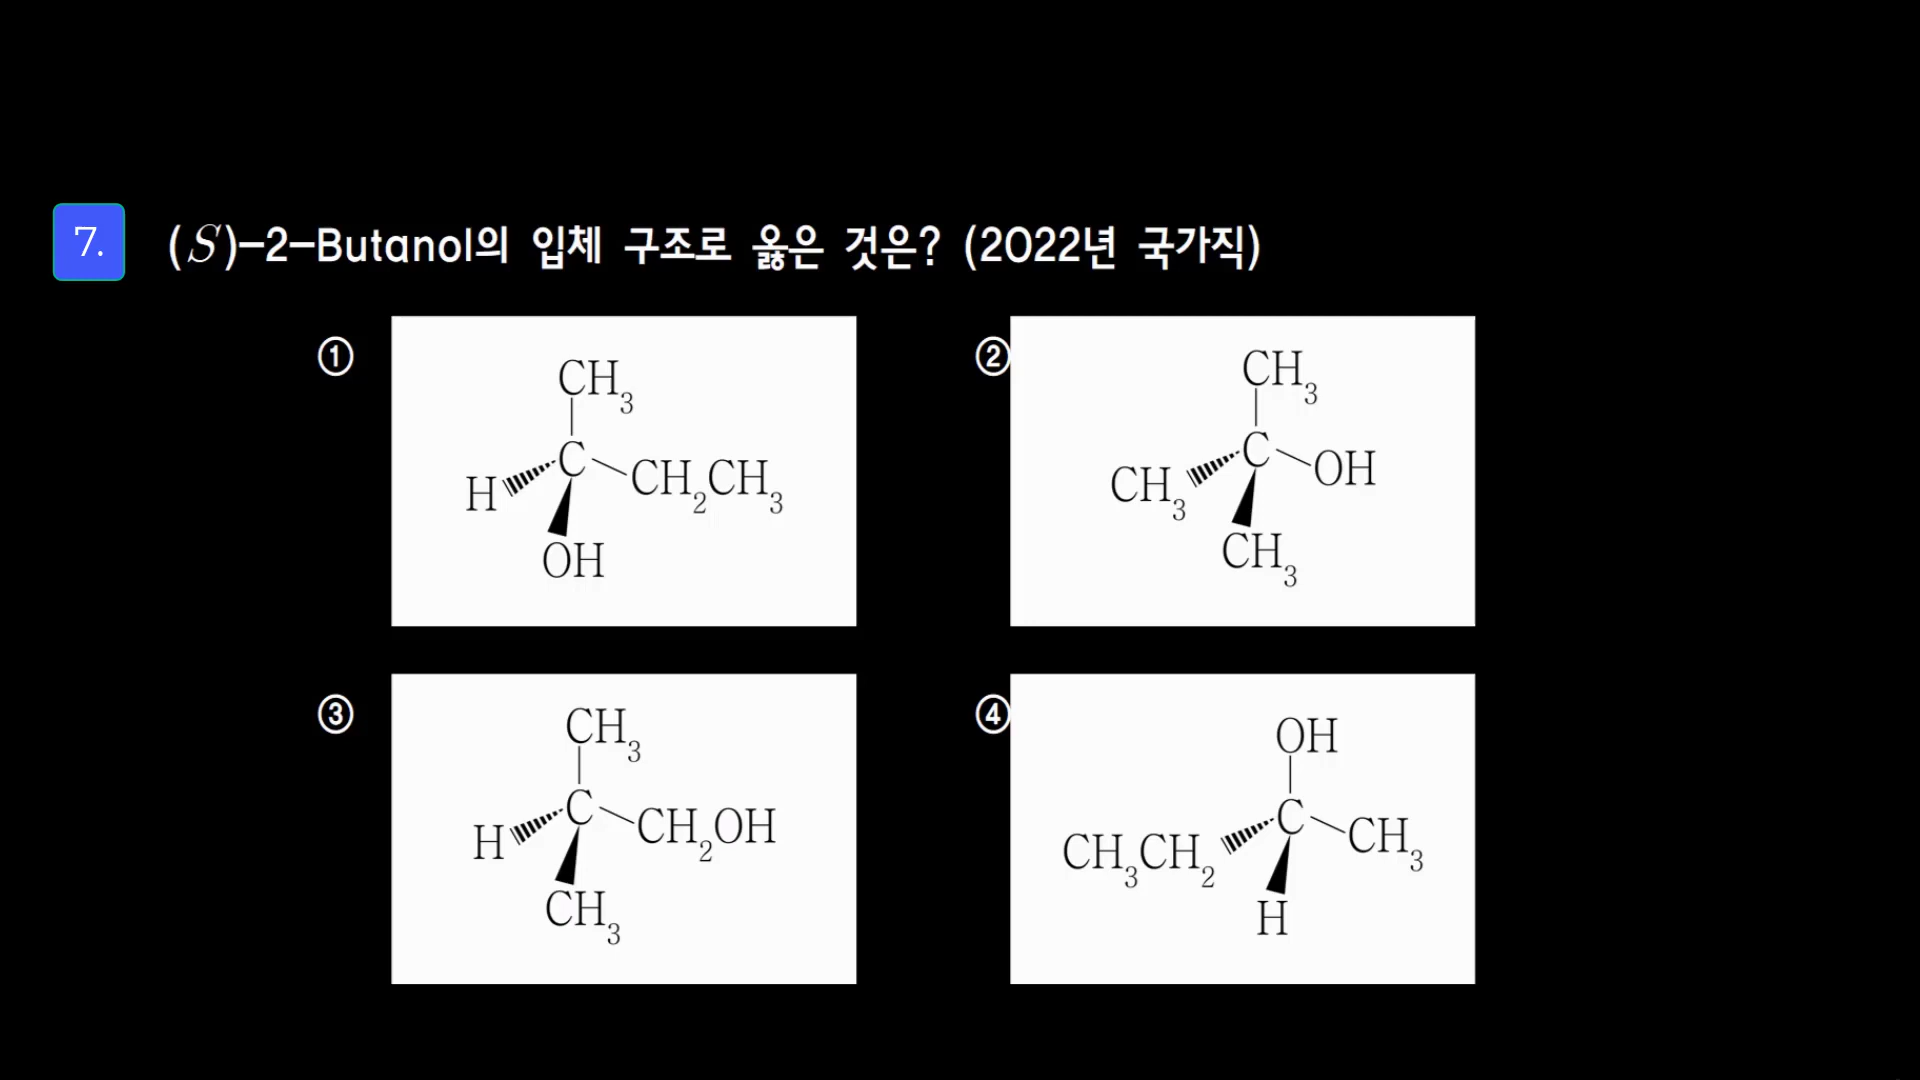 7. (S)-2-Butanol의 입체 구조로 옳은 것은? (2022년 국가직)
①
CH3
C
H
CH2CH3
OH
②
CH3
C
CH3
OH
CH3
③
CH3
C
H
CH2OH
CH3
④
OH
C
CH3CH2
CH3
H